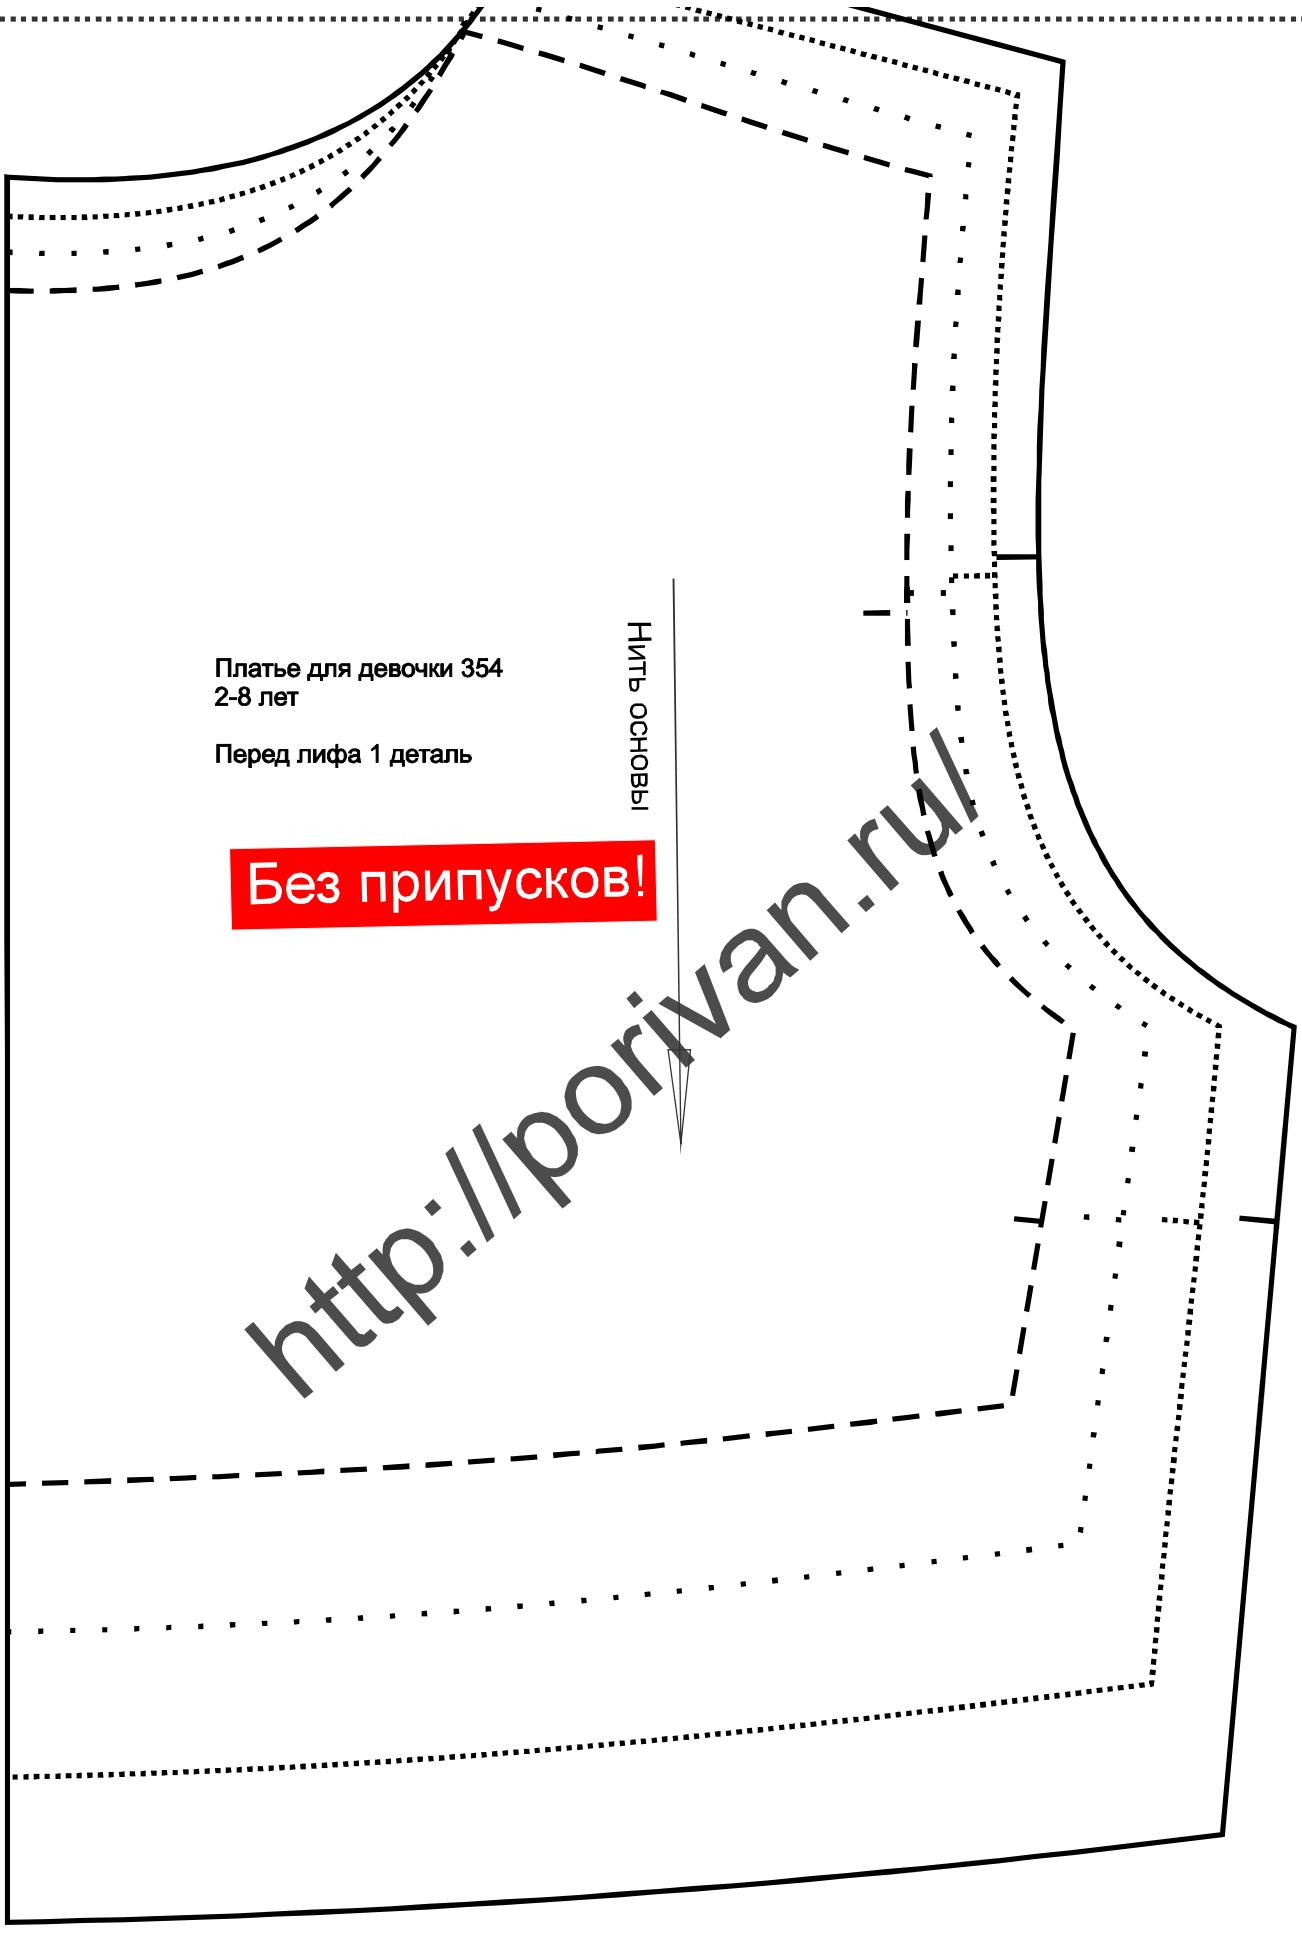 Платье для девочки 354
2-8 лет
Перед лифа 1 деталь
Нить основы
Без припусков!
http://porivan.ru/